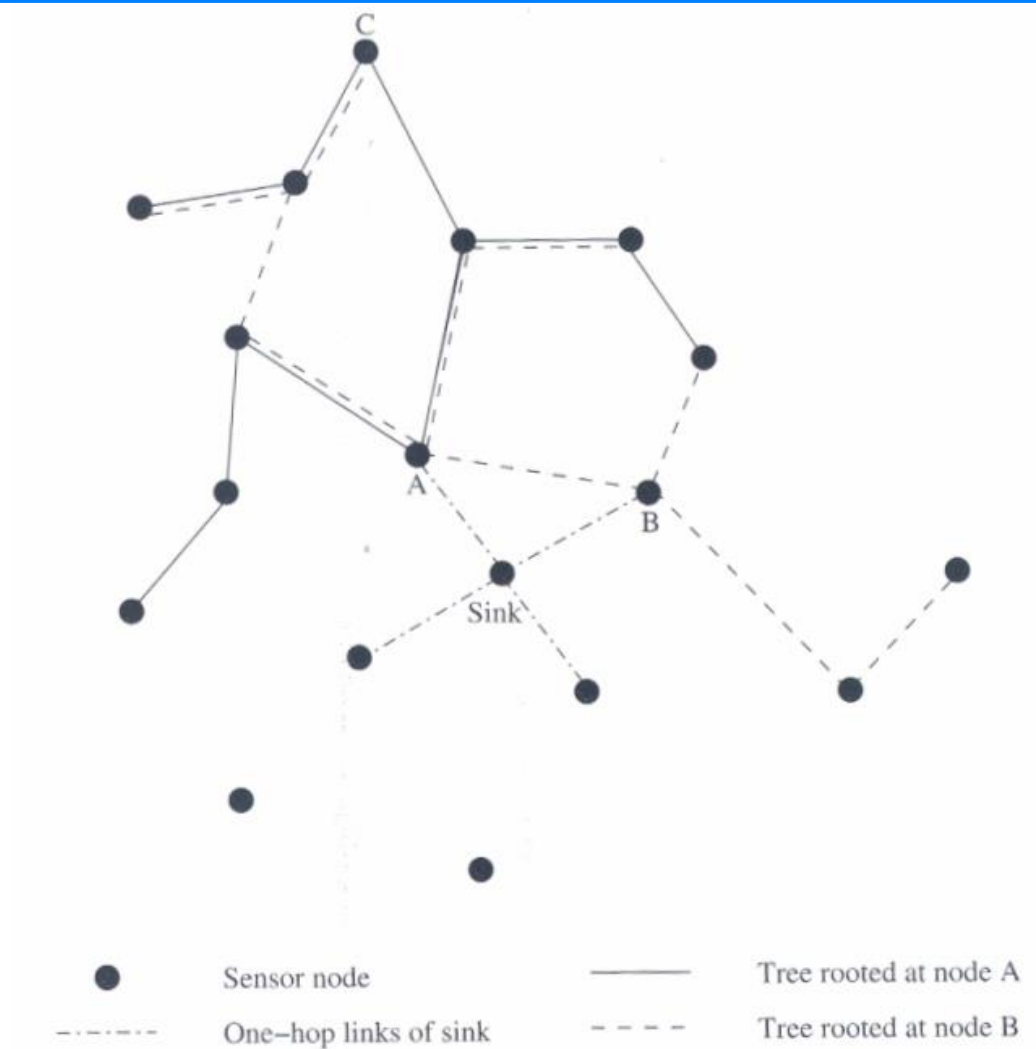 C
A
B
Sink
Sensor node
Tree rooted at node A
One-hop links of sink
Tree rooted at node B